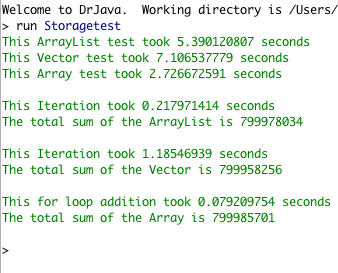 Welcome to DrJava.  Working directory is /Users/
> run Storagetest
This ArrayList test took 5.390120807 seconds
This Vector test took 7.106537779 seconds
This Array test took 2.726672591 seconds
This Iteration took 0.217971414 seconds
The total sum of the ArrayList is 799978034
This Iteration took 1.18546939 seconds
The total sum of the Vector is 799958256
This for loop addition took 0.079209754 seconds
The total sum of the Array is 799985701
>